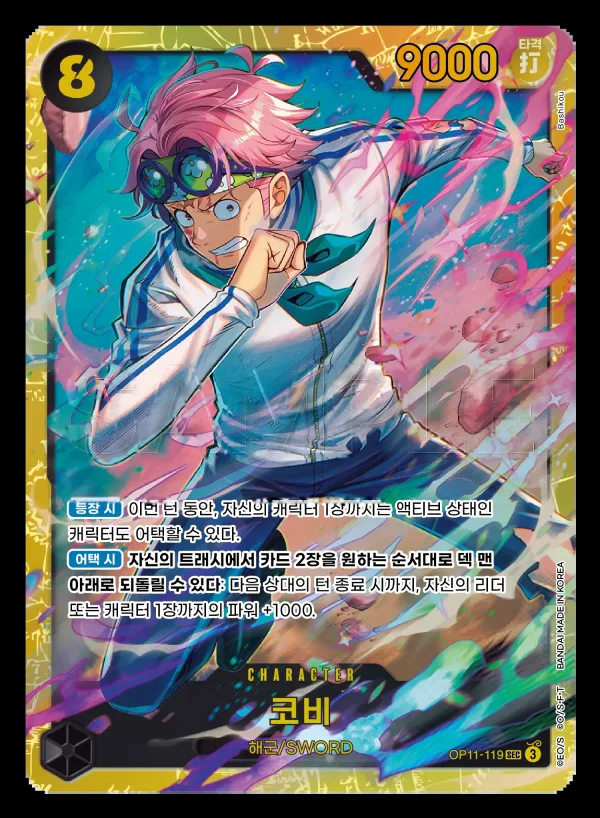 8
9000
타격
打
Bashikou
SAMPLE
등장 시 이번 턴 동안, 자신의 캐릭터 1장까지는 액티브 상태인
캐릭터도 어택할 수 있다.
어택 시 자신의 트래시에서 카드 2장을 원하는 순서대로 덱 맨
아래로 되돌릴 수 있다: 다음 상대의 턴 종료 시까지, 자신의 리더
또는 캐릭터 1장까지의 파워 +1000.
CHARACTER
코비
해군/SWORD
OP11-119 SEC 3
©EO/S ©O/S・F・T BANDAI MADE IN KOREA